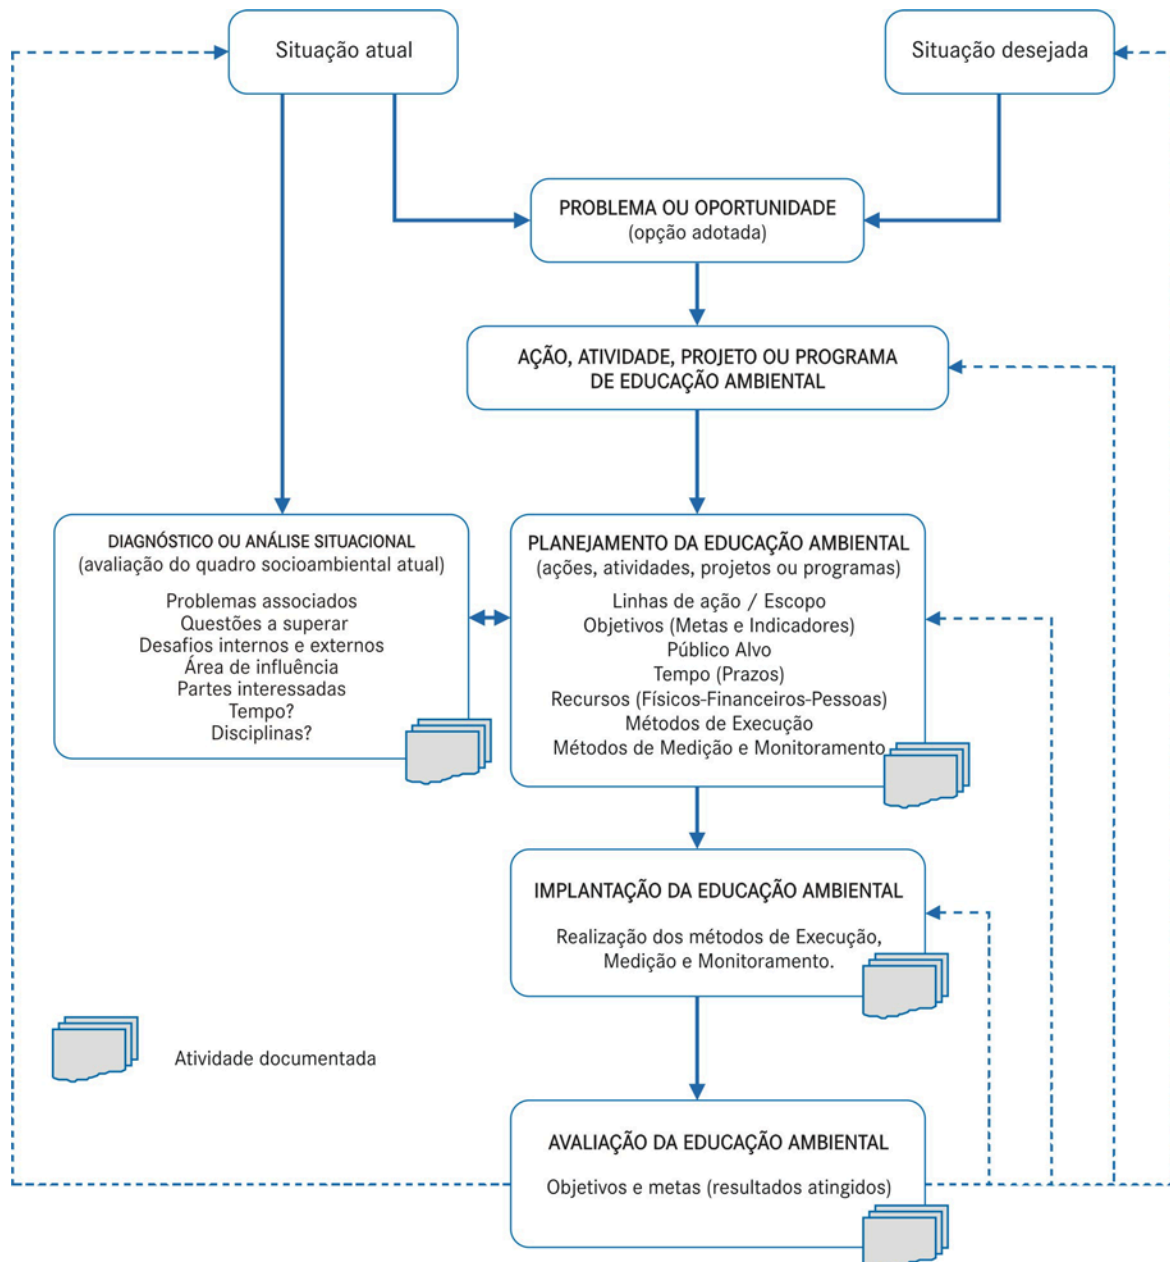 Situação atual
Situação desejada
PROBLEMA OU OPORTUNIDADE
(opção adotada)
AÇÃO, ATIVIDADE, PROJETO OU PROGRAMA
DE EDUCAÇÃO AMBIENTAL
DIAGNÓSTICO OU ANÁLISE SITUACIONAL
(avaliação do quadro socioambiental atual)
Problemas associados
Questões a superar
Desafios internos e externos
Área de influência
Partes interessadas
Tempo?
Disciplinas?
PLANEJAMENTO DA EDUCAÇÃO AMBIENTAL
(ações, atividades, projetos ou programas)
Linhas de ação / Escopo
Objetivos (Metas e Indicadores)
Público Alvo
Tempo (Prazos)
Recursos (Físicos-Financeiros-Pessoas)
Métodos de Execução
Métodos de Medição e Monitoramento
IMPLANTAÇÃO DA EDUCAÇÃO AMBIENTAL
Realização dos métodos de Execução,
Medição e Monitoramento.
Atividade documentada
AVALIAÇÃO DA EDUCAÇÃO AMBIENTAL
Objetivos e metas (resultados atingidos)